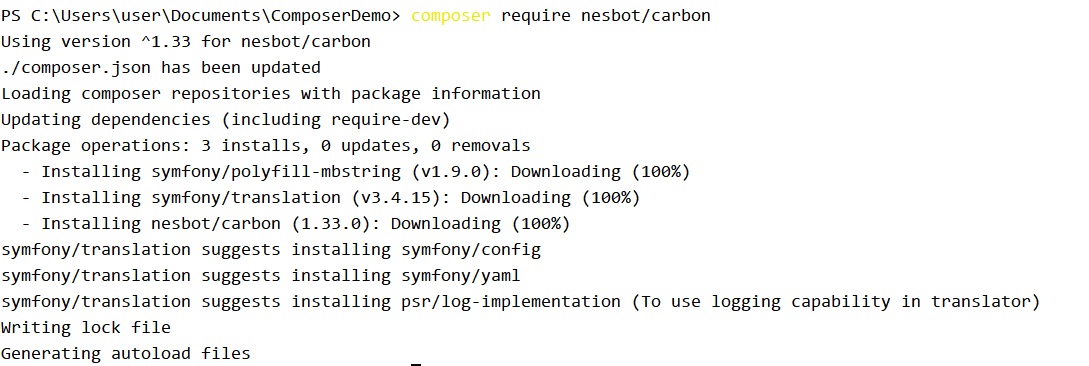 PS C:\Users\user\Documents\ComposerDemo> composer require nesbot/carbon
Using version ^1.33 for nesbot/carbon
./composer.json has been updated
Loading composer repositories with package information
Updating dependencies (including require-dev)
Package operations: 3 installs, 0 updates, 0 removals
  - Installing symfony/polyfill-mbstring (v1.9.0): Downloading (100%)
  - Installing symfony/translation (v3.4.15): Downloading (100%)
  - Installing nesbot/carbon (1.33.0): Downloading (100%)
symfony/translation suggests installing symfony/config
symfony/translation suggests installing symfony/yaml
symfony/translation suggests installing psr/log-implementation (To use logging capability in translator)
Writing lock file
Generating autoload files